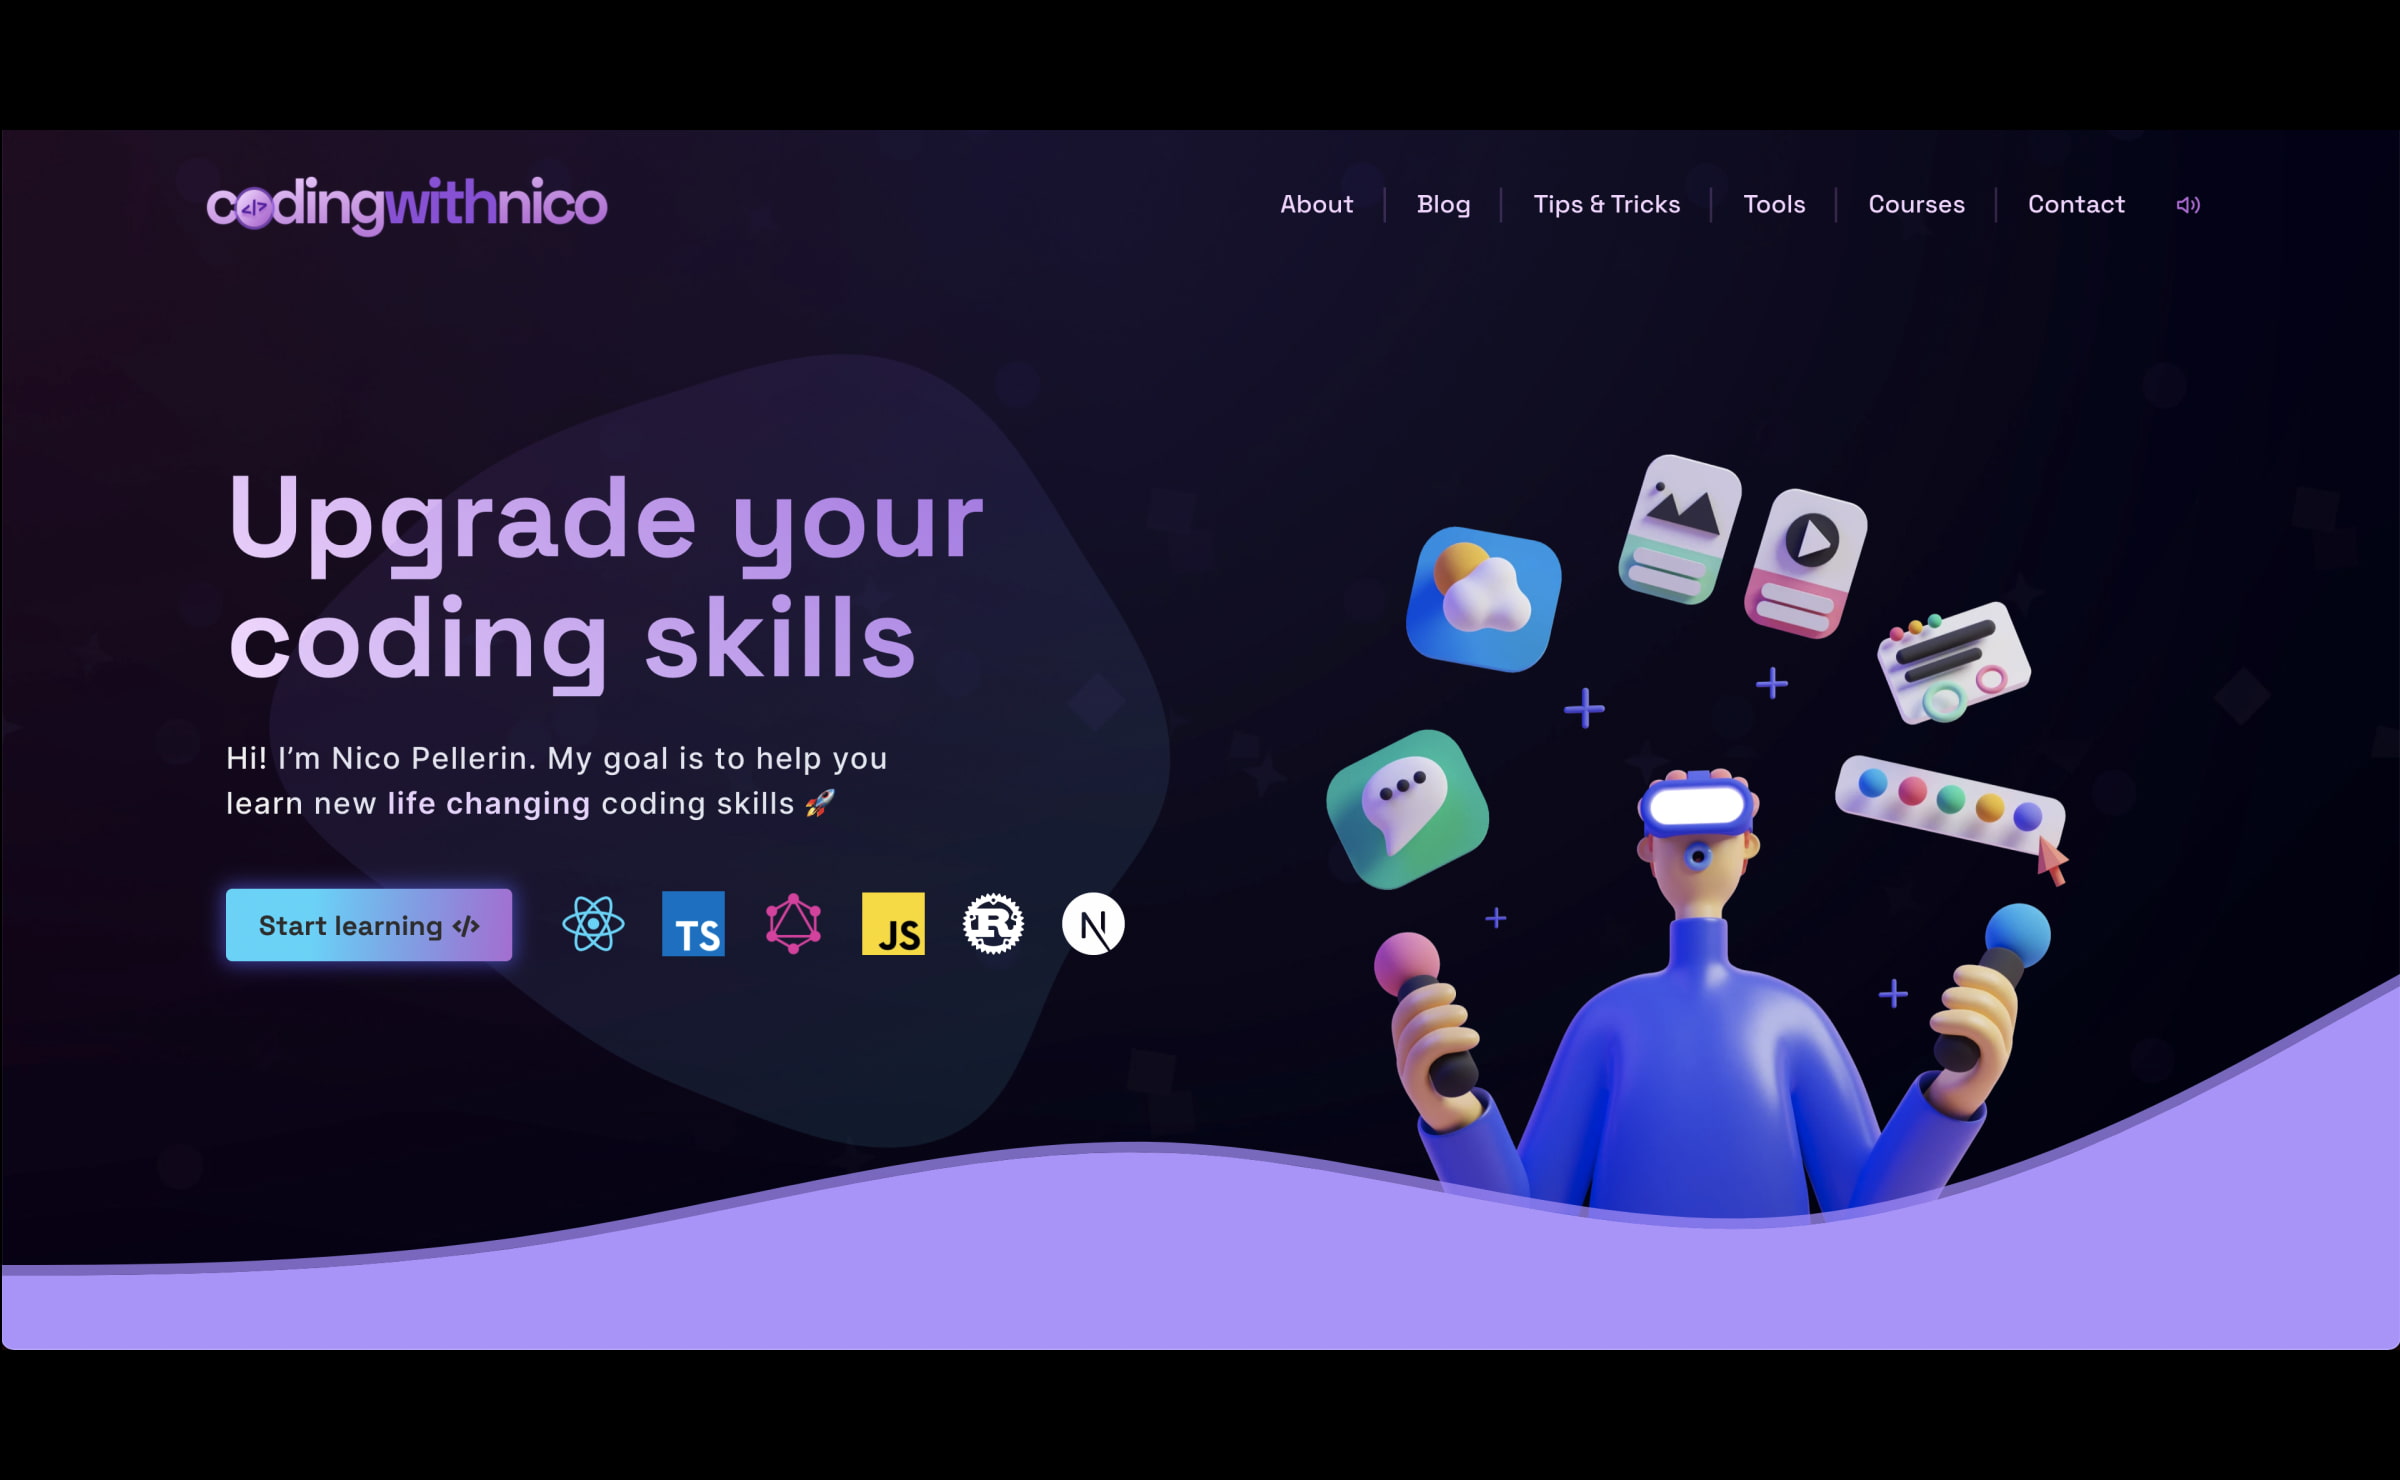 codingwithnico
About
Blog
Tips & Tricks
Tools
Courses
Contact
Upgrade your
coding skills
Hi! I’m Nico Pellerin. My goal is to help you
learn new life changing coding skills 🚀
Start learning </>
TS
JS
R
N